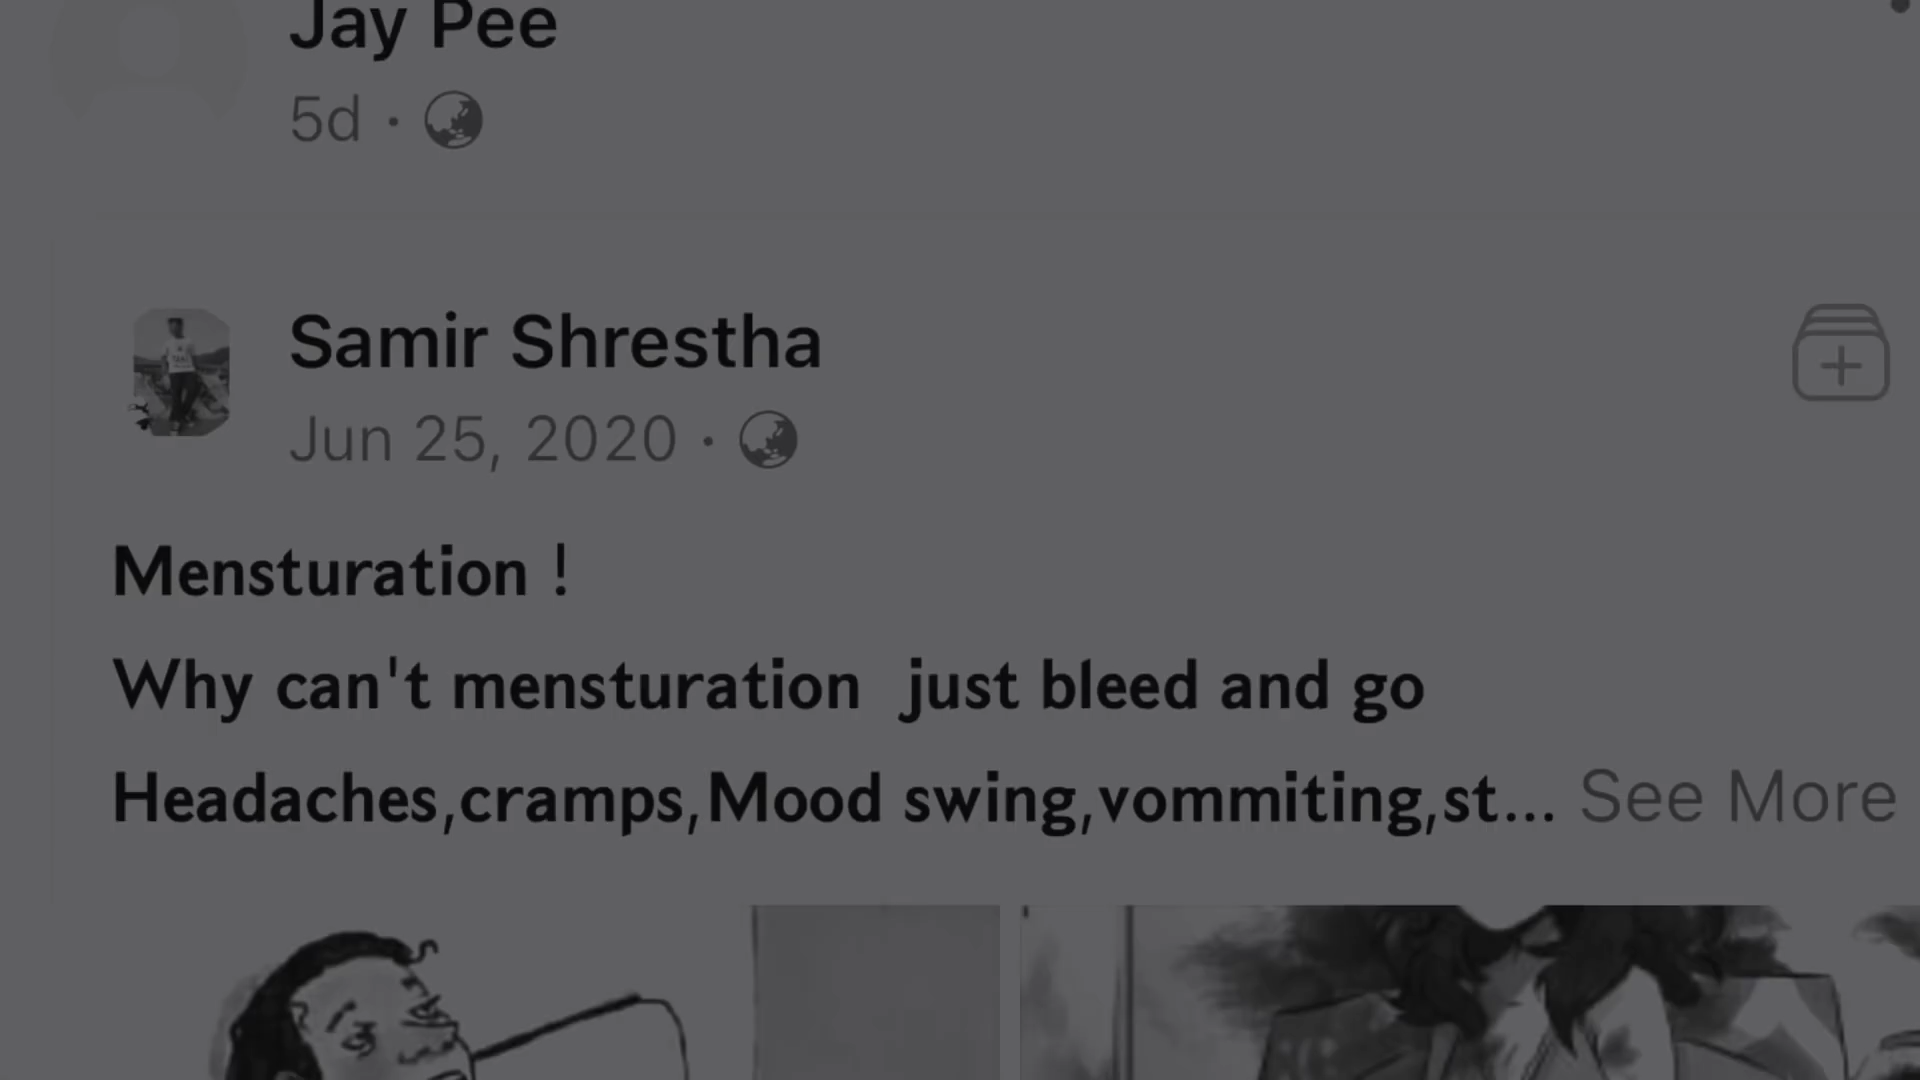 Jay Pee
5d ·
Samir Shrestha
Jun 25, 2020 ·
Mensturation !
Why can't mensturation just bleed and go
Headaches,cramps,Mood swing,vommiting,st... See More